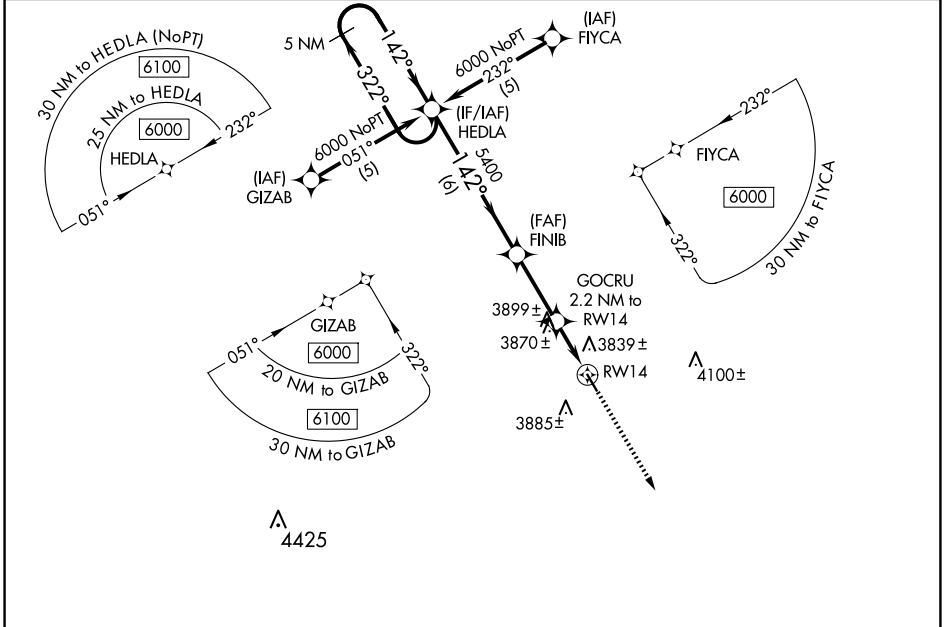 30 NM to HEDLA (NoPT)
6100
25 NM to HEDLA
6000
HEDLA
232°
051°
5 NM
142°
322°
(IAF)
FIYCA
6000 NoPT
232°
(5)
(IF/IAF)
HEDLA
6000 NoPT
051°
(5)
(IAF)
GIZAB
5400
142°
(6)
(FAF)
FINIB
GOCRU
2.2 NM to
RW14
3899±
3870±
3839±
RW14
4100±
3885±
232°
FIYCA
6000
322°
30 NM to FIYCA
GIZAB
051°
6000
322°
20 NM to GIZAB
6100
30 NM to GIZAB
4425